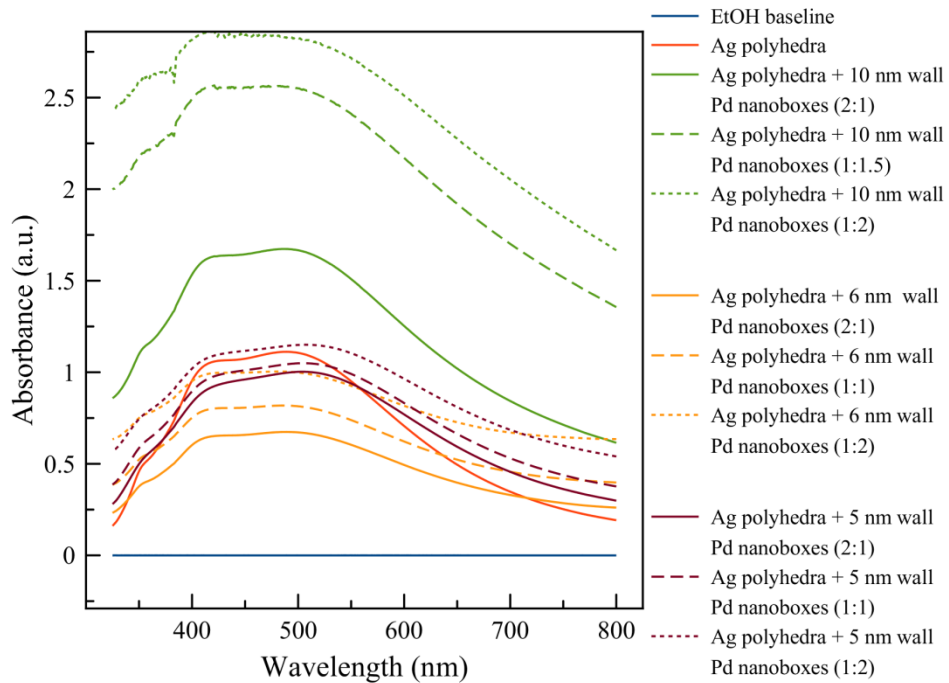 EtOH baseline
Ag polyhedra
Ag polyhedra + 10 nm wall
Pd nanoboxes (2:1)
Ag polyhedra + 10 nm wall
Pd nanoboxes (1:1.5)
Ag polyhedra + 10 nm wall
Pd nanoboxes (1:2)
Ag polyhedra + 6 nm wall
Pd nanoboxes (2:1)
Ag polyhedra + 6 nm wall
Pd nanoboxes (1:1)
Ag polyhedra + 6 nm wall
Pd nanoboxes (1:2)
Ag polyhedra + 5 nm wall
Pd nanoboxes (2:1)
Ag polyhedra + 5 nm wall
Pd nanoboxes (1:1)
Ag polyhedra + 5 nm wall
Pd nanoboxes (1:2)
Absorbance (a.u.)
2.5
2
1.5
1
0.5
0
400 500 600 700 800
Wavelength (nm)